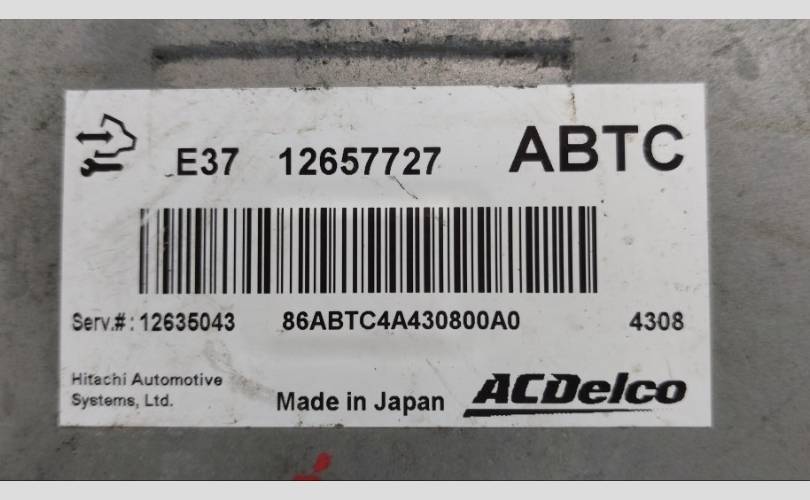 E37 12657727 ABTC
Serv.#: 12635043 86ABTC4A430800A0 4308
Hitachi Automotive
Systems, Ltd.
Made in Japan ACDelco